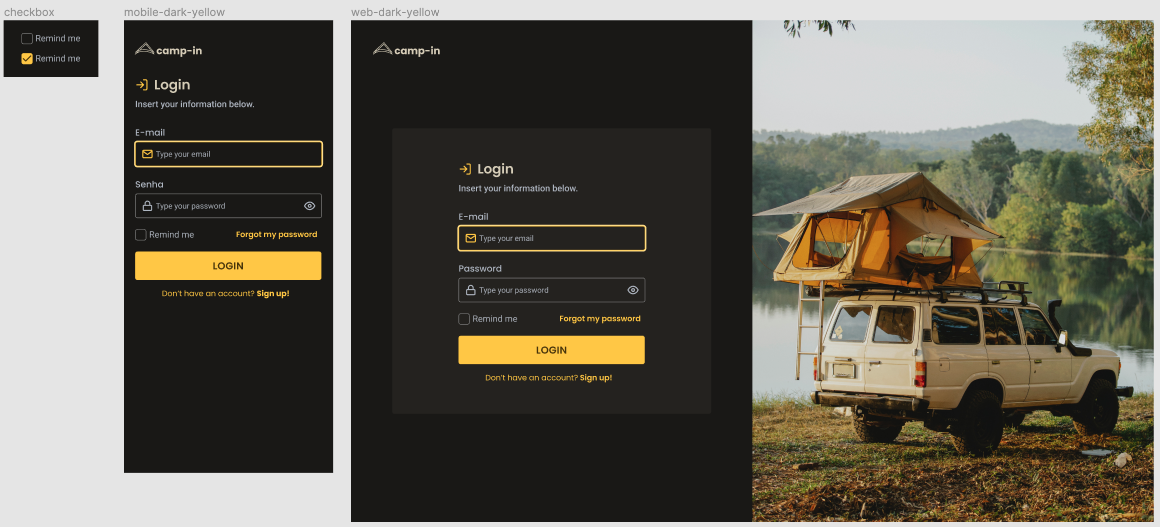 checkbox
Remind me
Remind me
mobile-dark-yellow
camp-in
Login
Insert your information below.
E-mail
Type your email
Senha
Type your password
Remind me Forgot my password
LOGIN
Don't have an account? Sign up!
web-dark-yellow
camp-in
Login
Insert your information below.
E-mail
Type your email
Password
Type your password
Remind me Forgot my password
LOGIN
Don't have an account? Sign up!